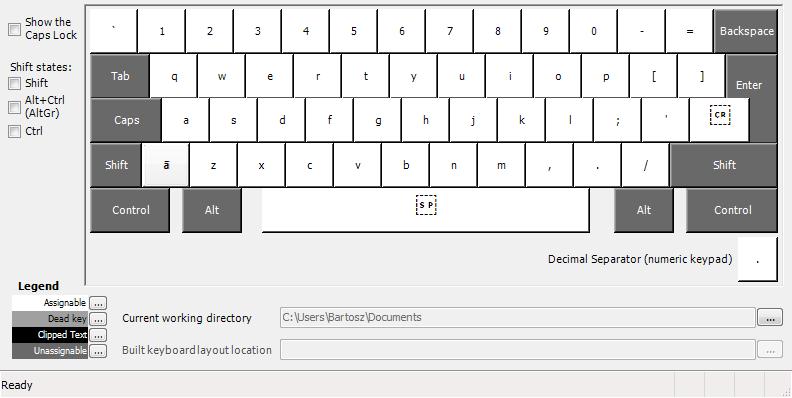 Show the
Caps Lock
Shift states:
Shift
Alt+Ctrl
(AltGr)
Ctrl
` 1 2 3 4 5 6 7 8 9 0 - = Backspace
Tab q w e r t y u i o p [ ] Enter
Caps a s d f g h j k l ; ' CR
Shift ā z x c v b n m , . / Shift
Control Alt SP Alt Control
Decimal Separator (numeric keypad) .
Legend
Assignable ...
Dead key ...
Clipped Text ...
Unassignable ...
Current working directory C:\Users\Bartosz\Documents ...
Built keyboard layout location ...
Ready